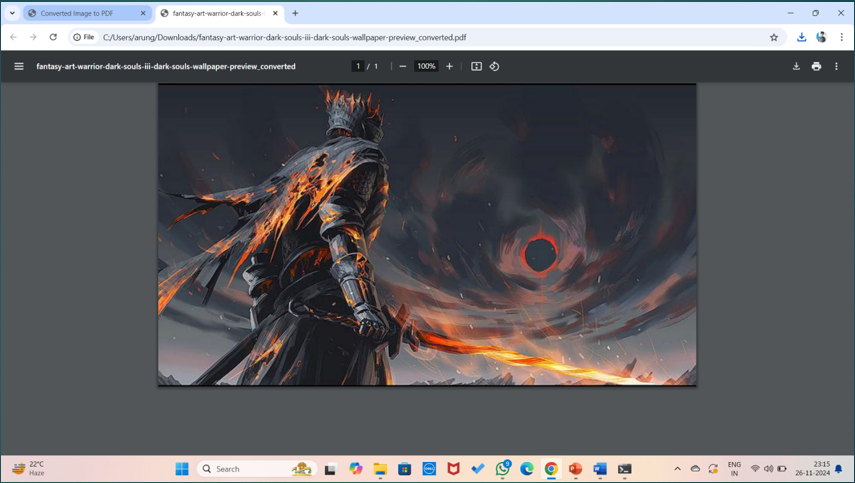 Converted Image to PDF
fantasy-art-warrior-dark-souls-
File
C:/Users/arung/Downloads/fantasy-art-warrior-dark-souls-iii-dark-souls-wallpaper-preview_converted.pdf
fantasy-art-warrior-dark-souls-iii-dark-souls-wallpaper-preview_converted
1 / 1
100%
22°C
Haze
Search
5
ENG
IN
23:15
26-11-2024